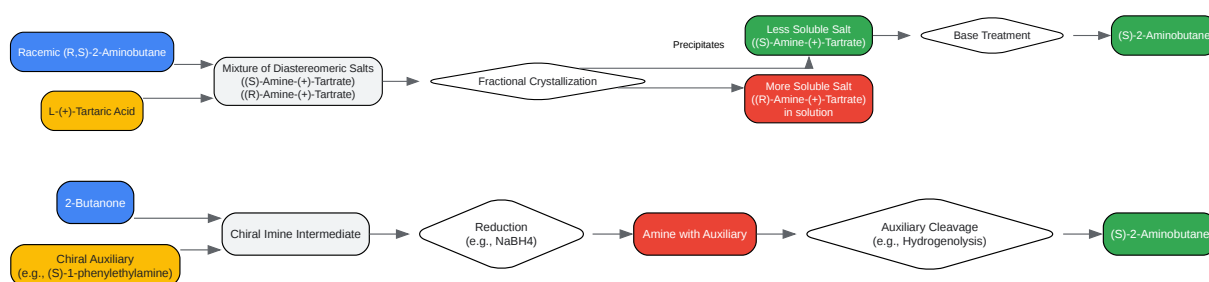 Racemic (R,S)-2-Aminobutane
L-(+)-Tartaric Acid
Mixture of Diastereomeric Salts
((S)-Amine-(+)-Tartrate)
((R)-Amine-(+)-Tartrate)
Fractional Crystallization
Precipitates
Less Soluble Salt
((S)-Amine-(+)-Tartrate)
More Soluble Salt
((R)-Amine-(+)-Tartrate)
in solution
Base Treatment
(S)-2-Aminobutane
2-Butanone
Chiral Auxiliary
(e.g., (S)-1-phenylethylamine)
Chiral Imine Intermediate
Reduction
(e.g., NaBH4)
Amine with Auxiliary
Auxiliary Cleavage
(e.g., Hydrogenolysis)
(S)-2-Aminobutane